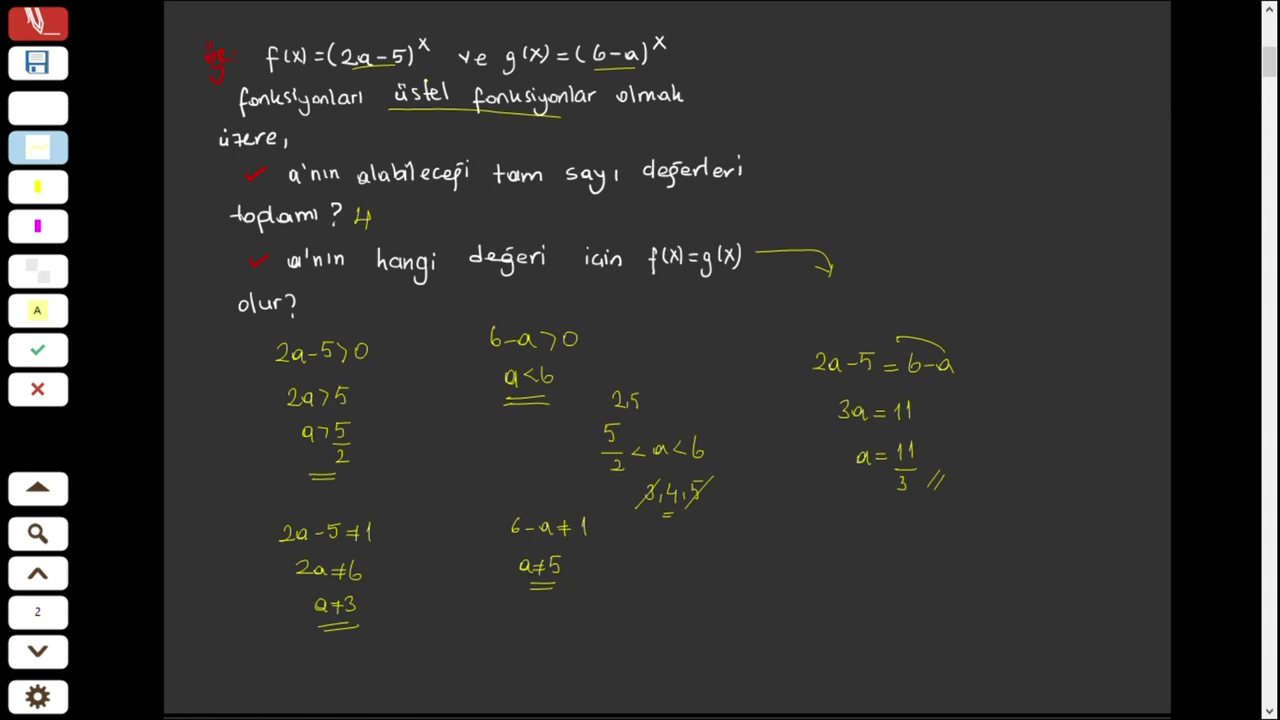 Örg: f(x)=(2a-5)^x ve g(x)=(6-a)^x
fonksiyonları üstel fonksiyonlar olmak
üzere,
✓ a'nın alabileceği tam sayı değerleri
toplamı? 4
✓ a'nın hangi değeri için f(x)=g(x)
olur?
2a-5>0
2a>5
a>5/2
6-a>0
a<6
2,5
5/2<a<6
3,4,5
2a-5=6-a
3a=11
a=11/3 //
2a-5≠1
2a≠6
a≠3
6-a≠1
a≠5
A
2